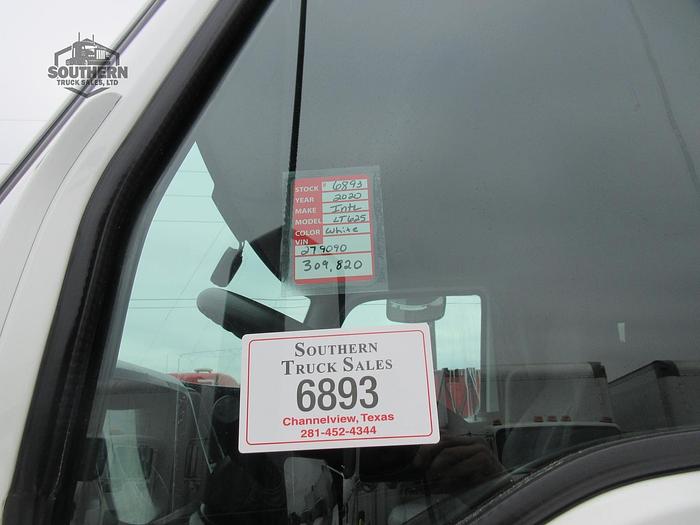 SOUTHERN
TRUCK SALES, LTD
STOCK # 6893
YEAR 2020
MAKE Intl
MODEL LT625
COLOR White
VIN
279090
309,820
SOUTHERN
TRUCK SALES
6893
Channelview, Texas
281-452-4344